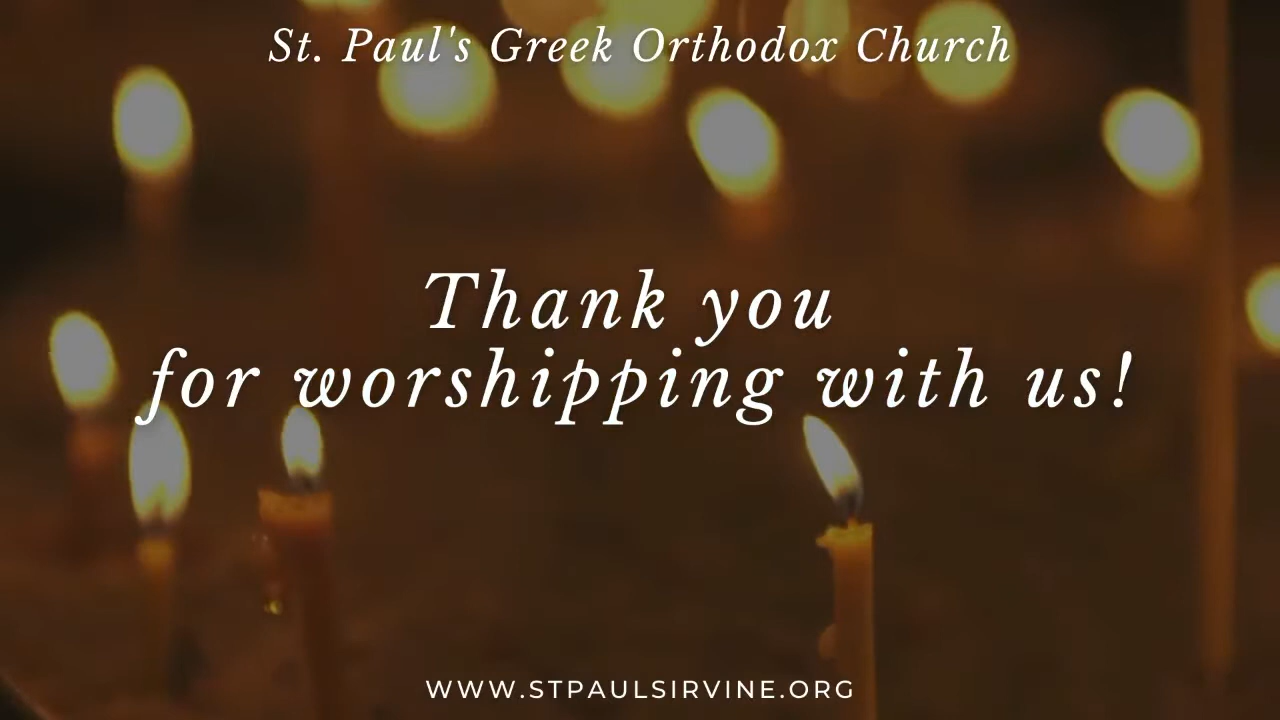 St. Paul's Greek Orthodox Church
Thank you
for worshipping with us!
WWW.STPAULSIRVINE.ORG